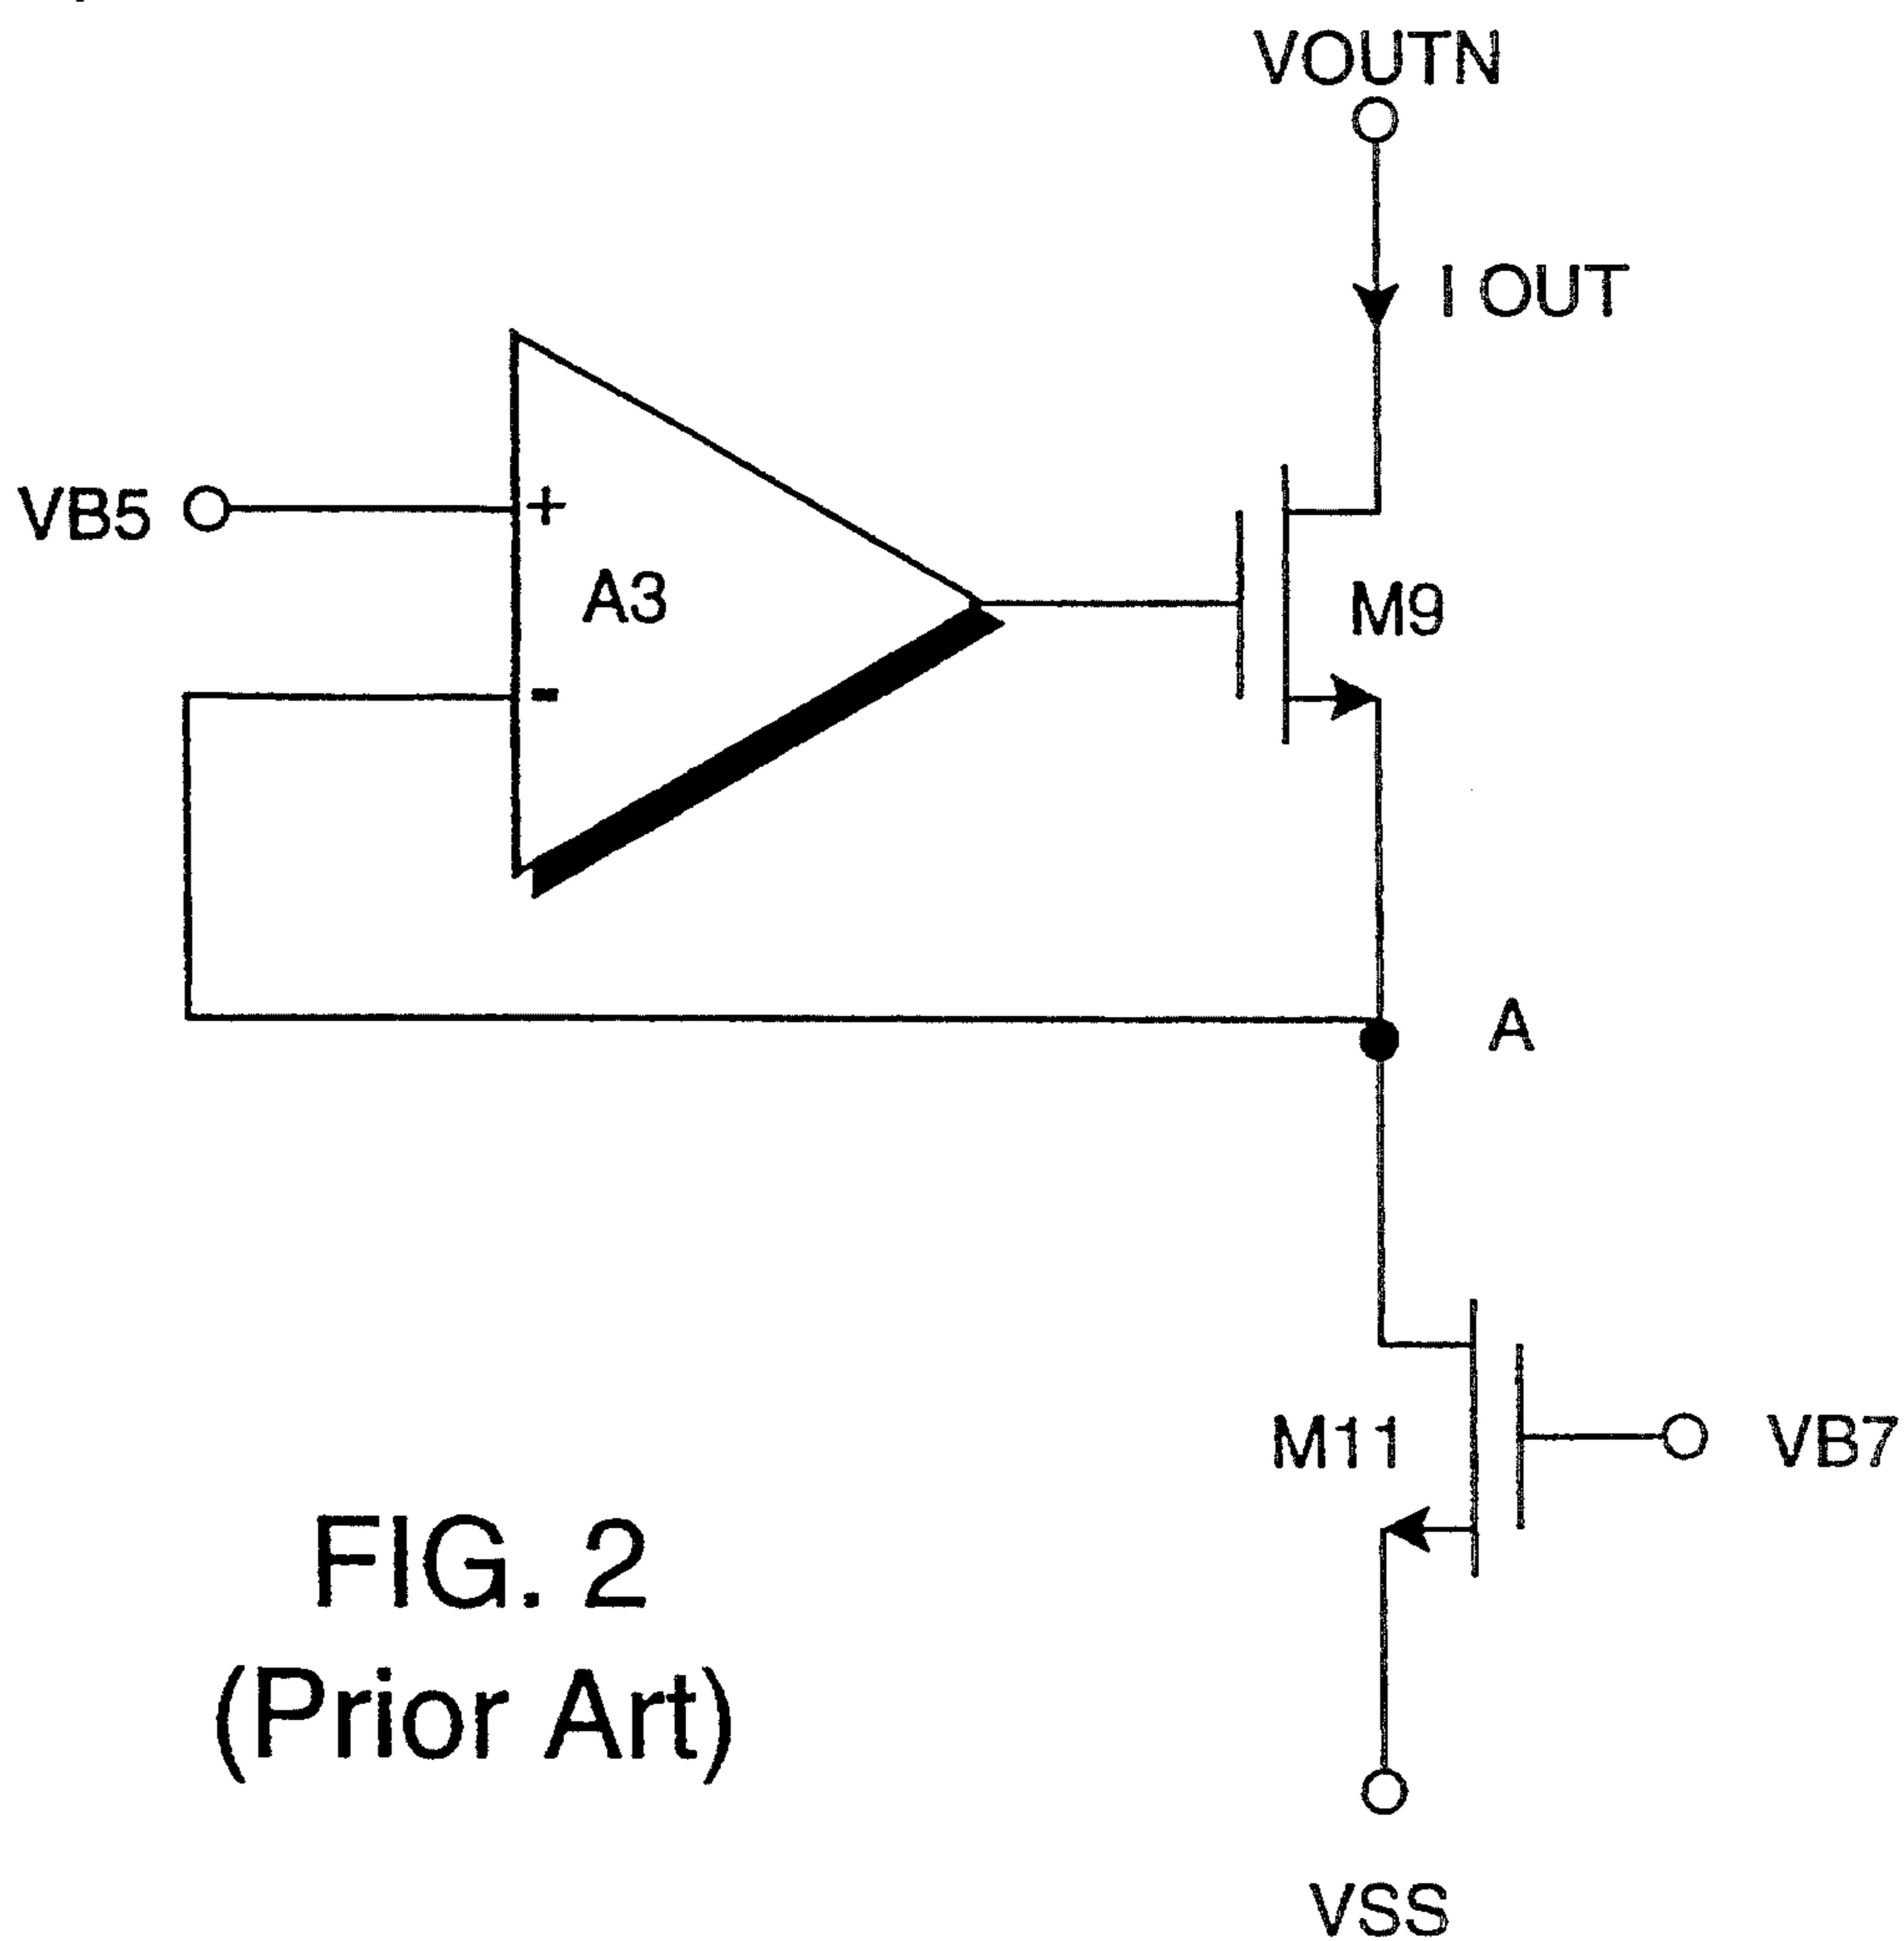 VOUTN
I OUT
VB5
+
A3
M9
-
A
M11
VB7
FIG. 2
(Prior Art)
VSS